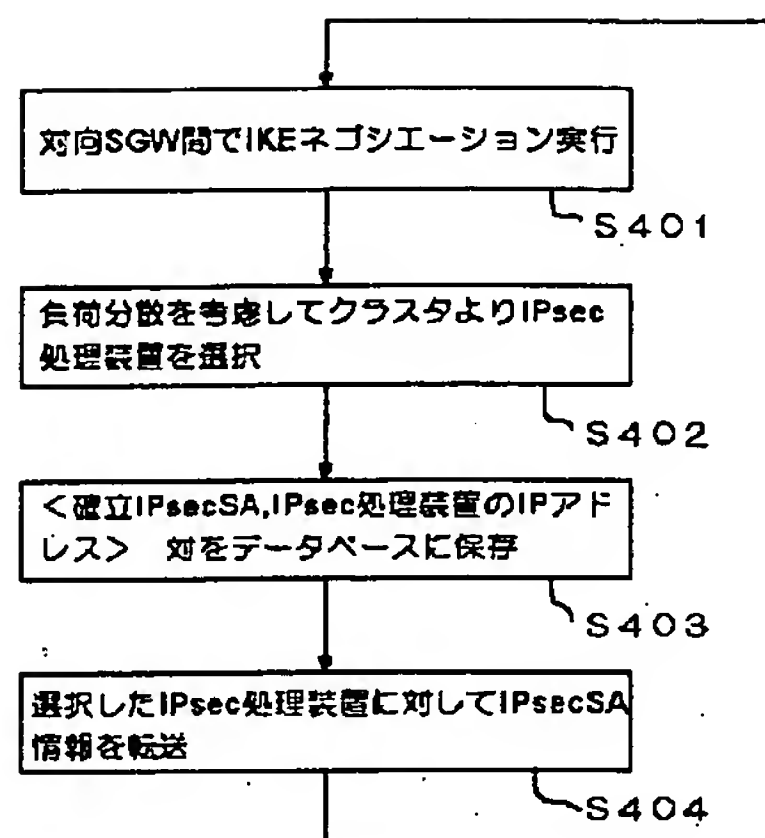 対向SGW間でIKEネゴシエーション実行
S401
負荷分散を考慮してクラスタよりIPsec
処理装置を選択
S402
＜確立IPsecSA,IPsec処理装置のIPアド
レス＞ 対をデータベースに保存
S403
選択したIPsec処理装置に対してIPsecSA
情報を転送
S404